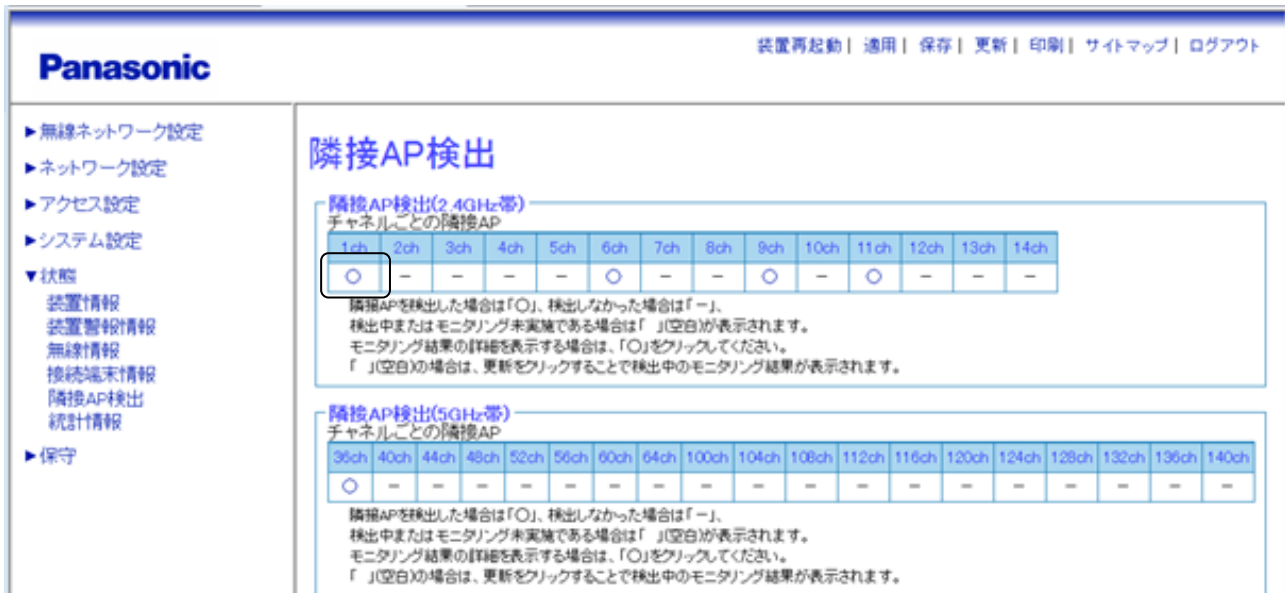 Panasonic
装置再起動| 適用| 保存| 更新| 印刷| サイトマップ| ログアウト
▶無線ネットワーク設定
▶ネットワーク設定
▶アクセス設定
▶システム設定
▼状態
装置情報
装置警報情報
無線情報
接続端末情報
隣接AP検出
統計情報
▶保守
隣接AP検出
隣接AP検出(2.4GHz帯)
チャネルごとの隣接AP
1ch 2ch 3ch 4ch 5ch 6ch 7ch 8ch 9ch 10ch 11ch 12ch 13ch 14ch
○ − − − − ○ − − ○ − ○ − − −
隣接APを検出した場合は「○」、検出しなかった場合は「−」、
検出中またはモニタリング未実施である場合は「 」(空白)が表示されます。
モニタリング結果の詳細を表示する場合は、「○」をクリックしてください。
「 」(空白)の場合は、更新をクリックすることで検出中のモニタリング結果が表示されます。
隣接AP検出(5GHz帯)
チャネルごとの隣接AP
36ch 40ch 44ch 48ch 52ch 56ch 60ch 64ch 100ch 104ch 108ch 112ch 116ch 120ch 124ch 128ch 132ch 136ch 140ch
○ − − − − − − − − − − − − − − − − − −
隣接APを検出した場合は「○」、検出しなかった場合は「−」、
検出中またはモニタリング未実施である場合は「 」(空白)が表示されます。
モニタリング結果の詳細を表示する場合は、「○」をクリックしてください。
「 」(空白)の場合は、更新をクリックすることで検出中のモニタリング結果が表示されます。